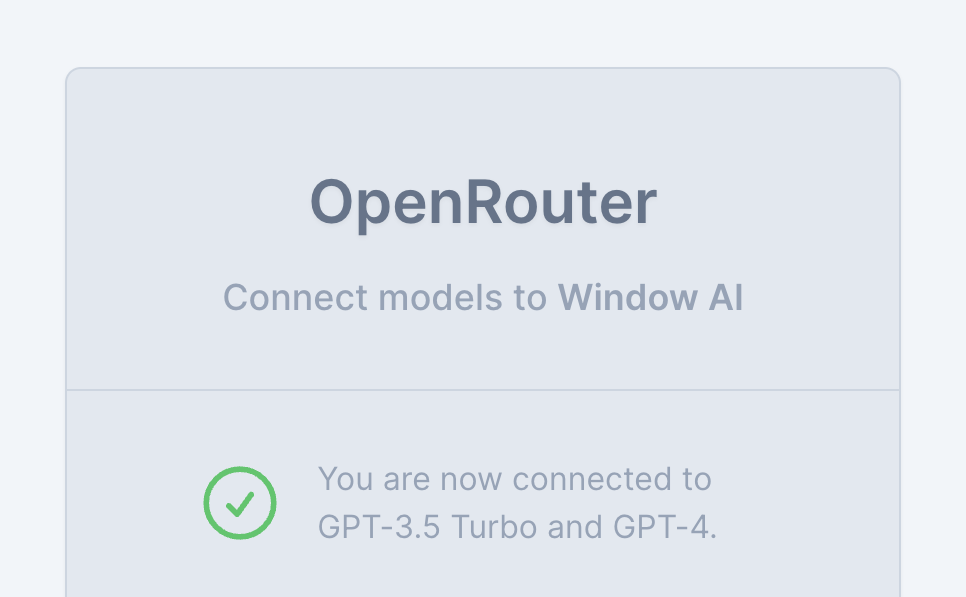 OpenRouter
Connect models to Window AI
You are now connected to
GPT-3.5 Turbo and GPT-4.